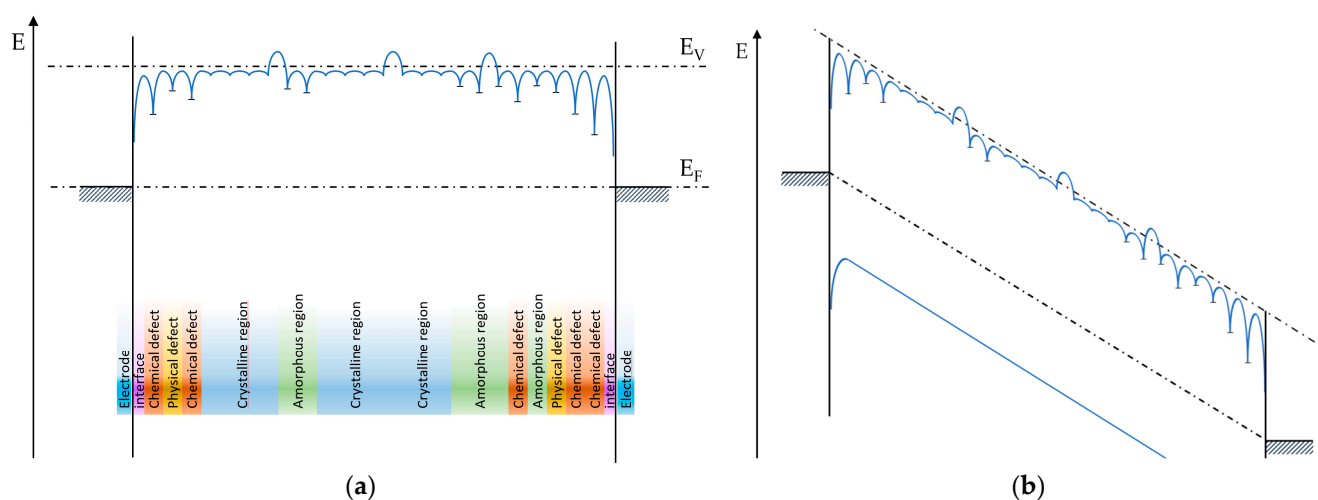 E
E_V
E_F
Electrode
interface
Chemical defect
Physical defect
Chemical defect
Crystalline region
Amorphous region
Crystalline region
Crystalline region
Amorphous region
Chemical defect
Amorphous region
Physical defect
Chemical defect
Chemical defect
interface
Electrode
(a)
E
(b)